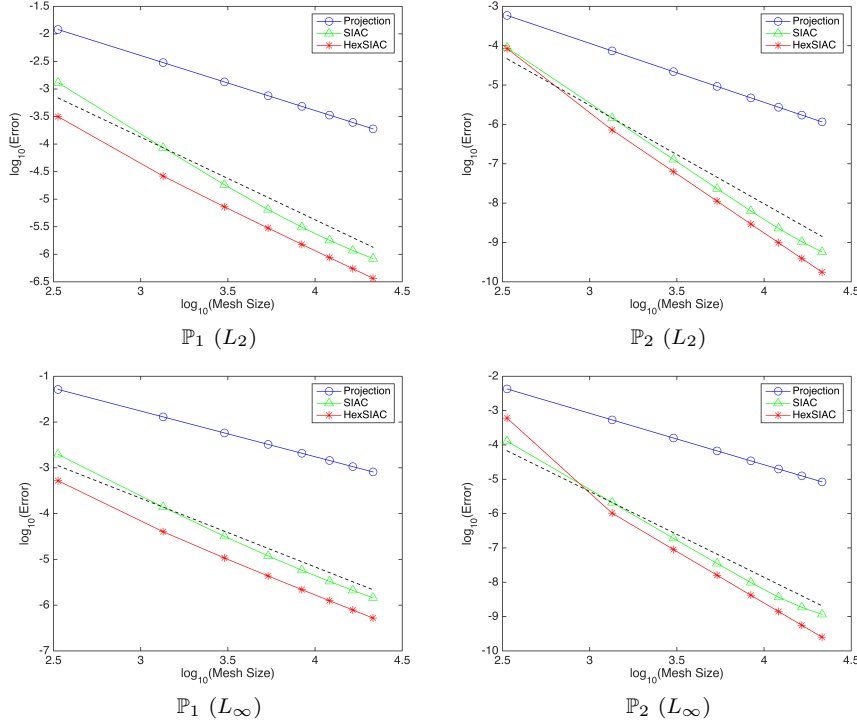 -1.5
-2
-2.5
-3
-3.5
-4
-4.5
-5
-5.5
-6
-6.5
log10(Error)
Projection
SIAC
HexSIAC
2.5 3 3.5 4 4.5
log10(Mesh Size)
ℙ1 (L2)
-3
-4
-5
-6
-7
-8
-9
-10
log10(Error)
Projection
SIAC
HexSIAC
2.5 3 3.5 4 4.5
log10(Mesh Size)
ℙ2 (L2)
-1
-2
-3
-4
-5
-6
-7
log10(Error)
Projection
SIAC
HexSIAC
2.5 3 3.5 4 4.5
log10(Mesh Size)
ℙ1 (L∞)
-2
-3
-4
-5
-6
-7
-8
-9
-10
log10(Error)
Projection
SIAC
HexSIAC
2.5 3 3.5 4 4.5
log10(Mesh Size)
ℙ2 (L∞)